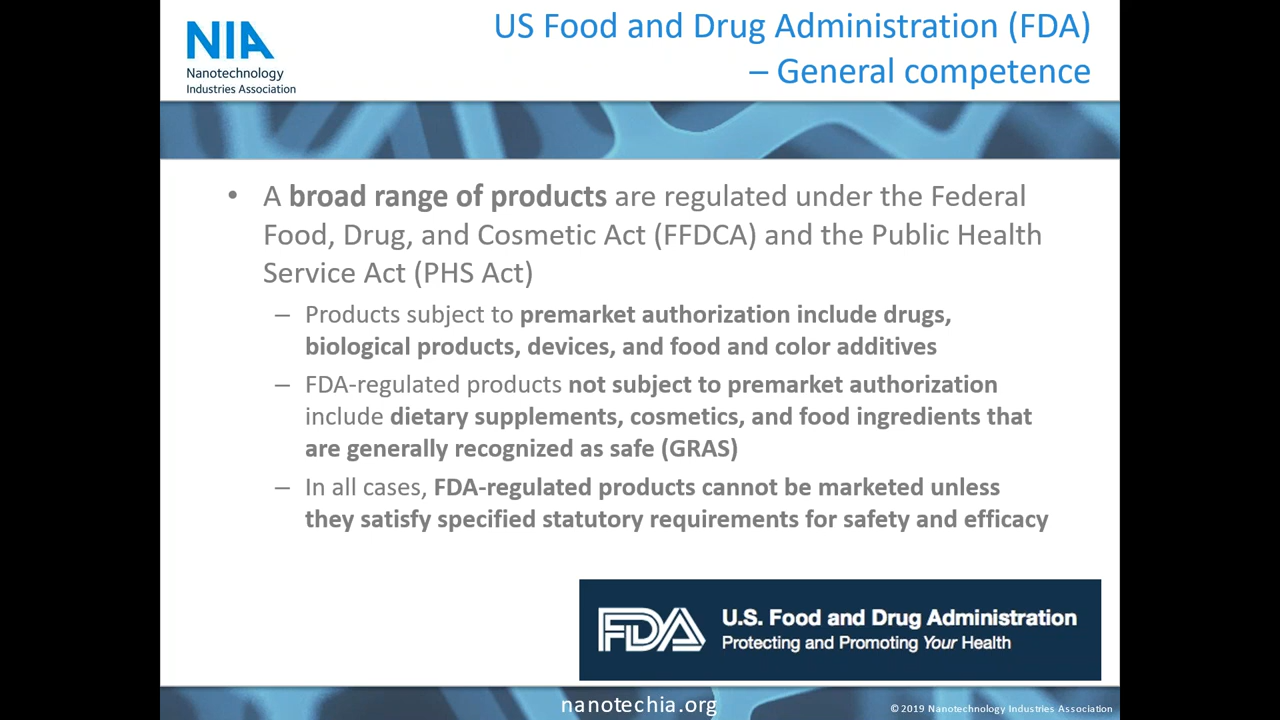 NIA
Nanotechnology
Industries Association
US Food and Drug Administration (FDA)
– General competence
• A broad range of products are regulated under the Federal
Food, Drug, and Cosmetic Act (FFDCA) and the Public Health
Service Act (PHS Act)
– Products subject to premarket authorization include drugs,
biological products, devices, and food and color additives
– FDA-regulated products not subject to premarket authorization
include dietary supplements, cosmetics, and food ingredients that
are generally recognized as safe (GRAS)
– In all cases, FDA-regulated products cannot be marketed unless
they satisfy specified statutory requirements for safety and efficacy
FDA
U.S. Food and Drug Administration
Protecting and Promoting Your Health
nanotechia.org
© 2019 Nanotechnology Industries Association